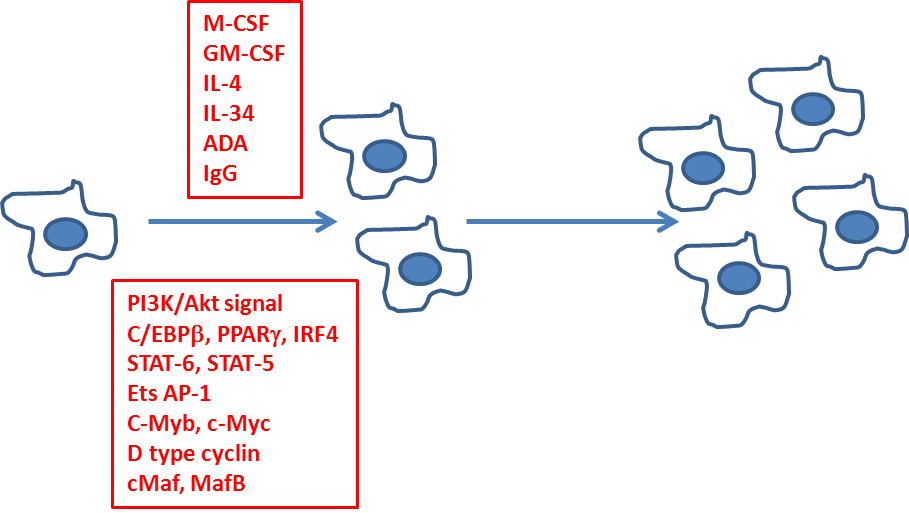 M-CSF
GM-CSF
IL-4
IL-34
ADA
IgG
PI3K/Akt signal
C/EBPβ, PPARγ, IRF4
STAT-6, STAT-5
Ets AP-1
C-Myb, c-Myc
D type cyclin
cMaf, MafB